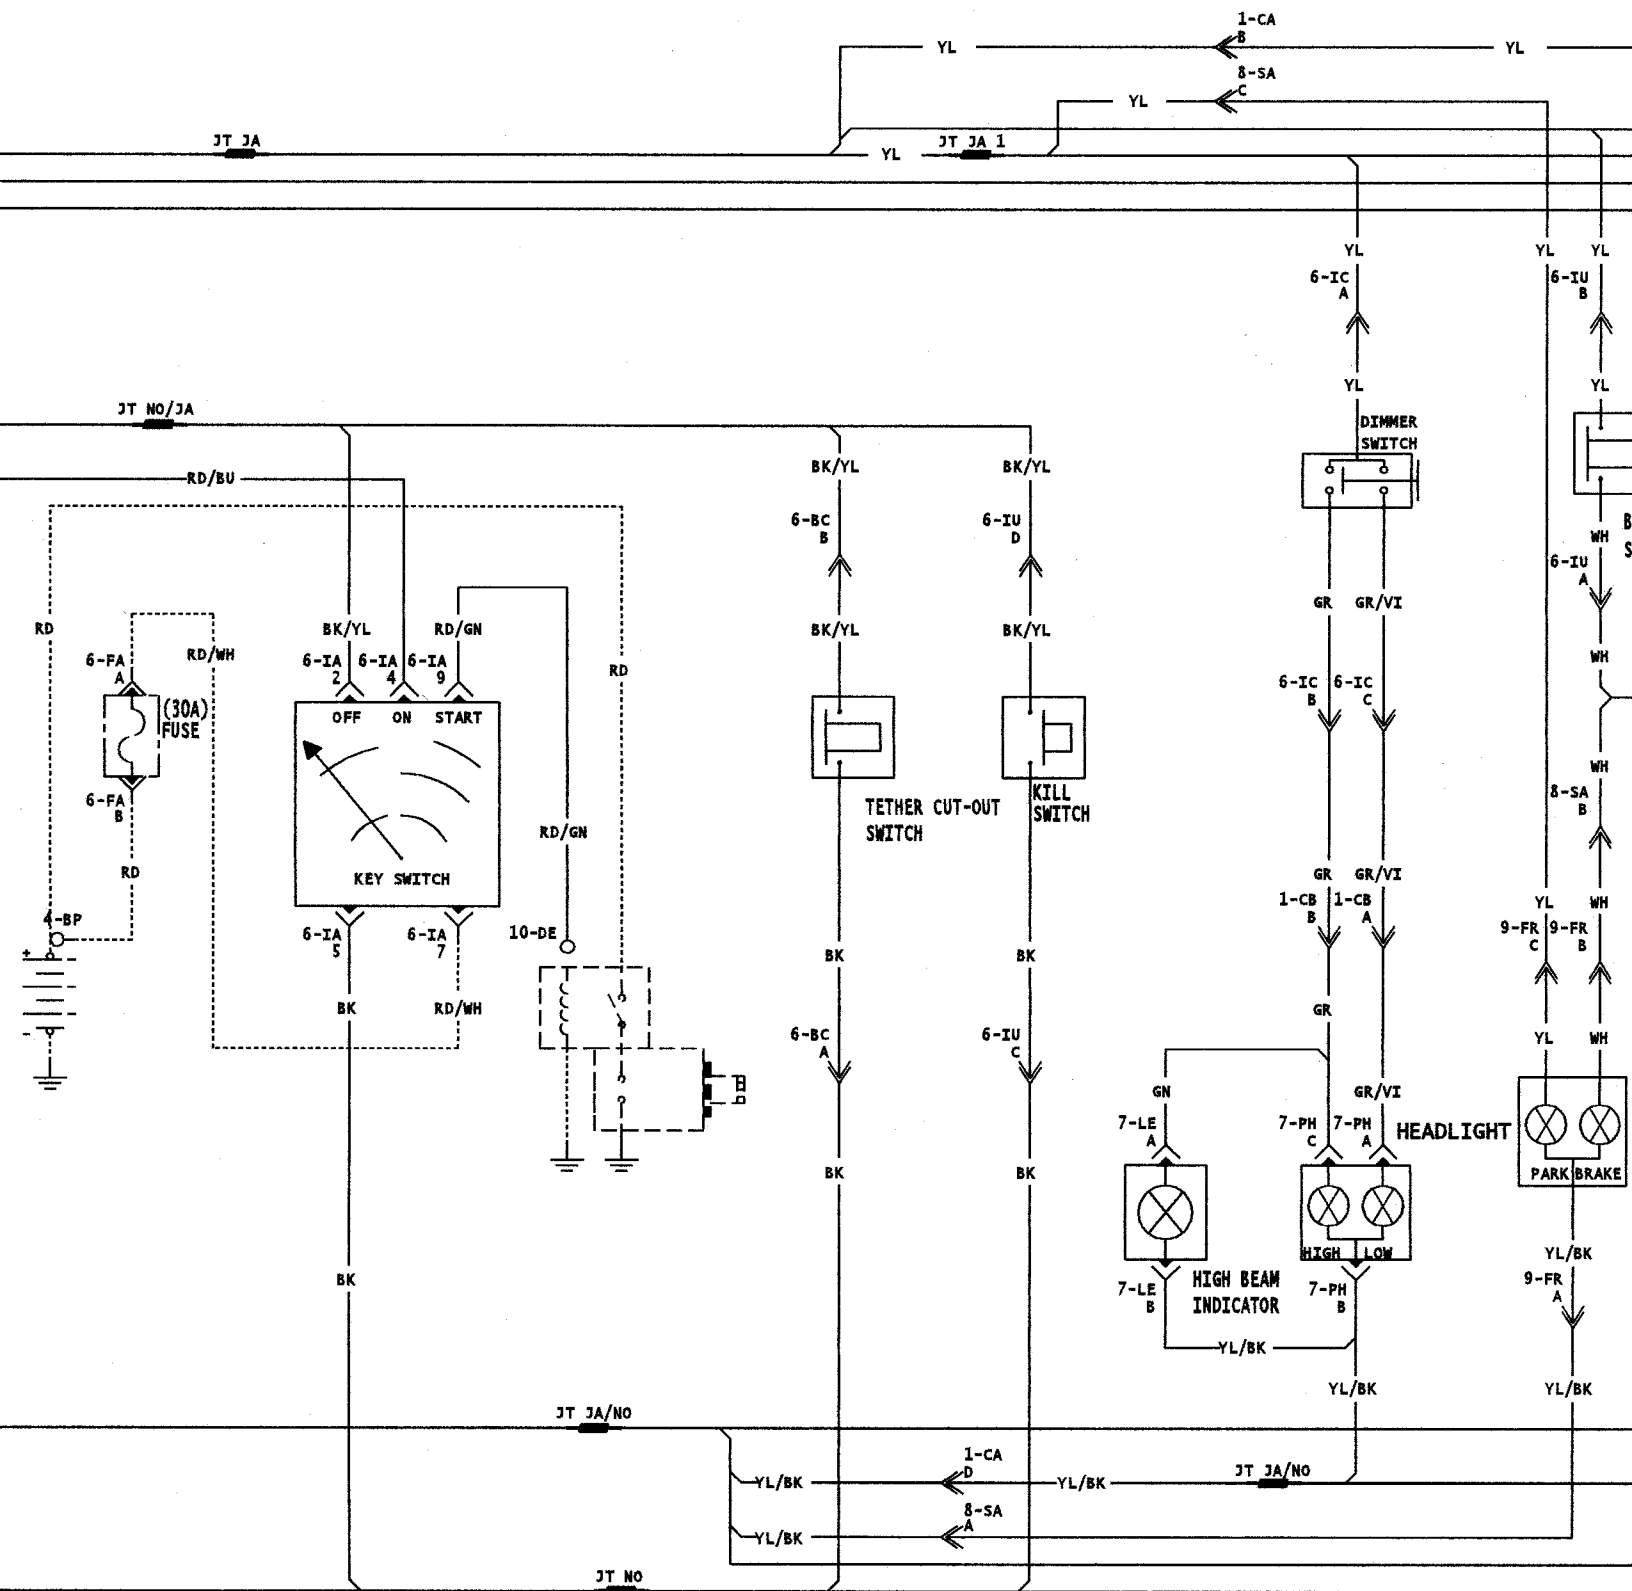 1-CA
B
YL
YL
8-SA
C
YL
JT JA
YL
JT JA 1
YL
YL
YL
6-IC
A
6-IU
B
YL
YL
JT NO/JA
DIMMER
SWITCH
BK/YL
BK/YL
RD/BU
6-BC
B
6-IU
D
B
S
WH
6-IU
A
GR
GR/VI
RD
BK/YL
RD/GN
BK/YL
BK/YL
RD/WH
WH
6-FA
A
6-IA
2
6-IA
4
6-IA
9
RD
6-IC
B
6-IC
C
(30A)
FUSE
OFF
ON
START
WH
6-FA
B
TETHER CUT-OUT
SWITCH
KILL
SWITCH
8-SA
B
RD/GN
RD
KEY SWITCH
GR
GR/VI
1-CB
B
1-CB
A
YL
WH
4-BP
+
-
6-IA
5
6-IA
7
10-DE
9-FR
C
9-FR
B
BK
BK
BK
RD/WH
GR
6-BC
A
6-IU
C
YL
WH
GN
GR/VI
7-LE
A
7-PH
C
7-PH
A
HEADLIGHT
BK
BK
PARK
BRAKE
HIGH
LOW
YL/BK
BK
7-LE
B
HIGH BEAM
INDICATOR
7-PH
B
9-FR
A
YL/BK
YL/BK
YL/BK
JT JA/NO
1-CA
D
YL/BK
YL/BK
JT JA/NO
8-SA
A
YL/BK
JT NO